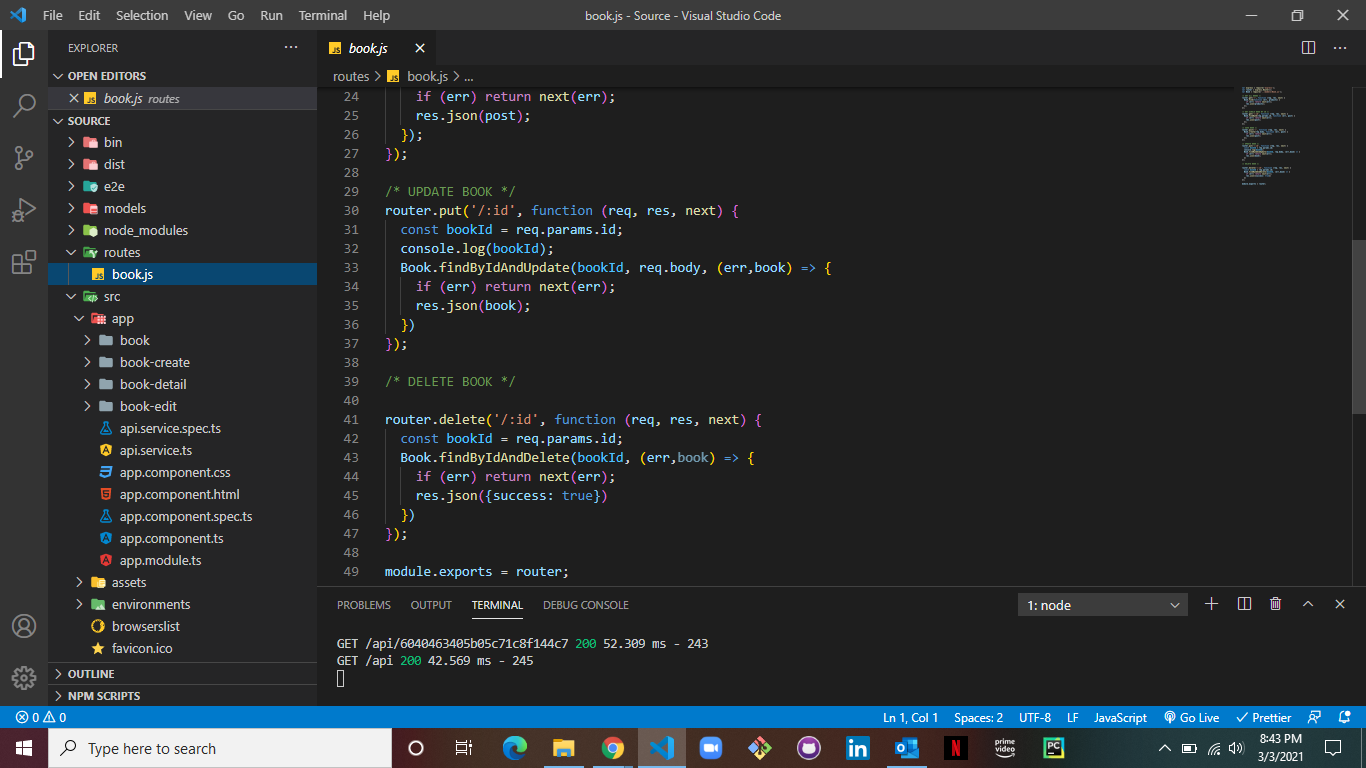 File Edit Selection View Go Run Terminal Help book.js - Source - Visual Studio Code
EXPLORER
OPEN EDITORS
book.js routes
SOURCE
bin
dist
e2e
models
node_modules
routes
book.js
src
app
book
book-create
book-detail
book-edit
api.service.spec.ts
api.service.ts
app.component.css
app.component.html
app.component.spec.ts
app.component.ts
app.module.ts
assets
environments
browserslist
favicon.ico
OUTLINE
NPM SCRIPTS
book.js
routes > book.js > ...
24 if (err) return next(err);
25 res.json(post);
26 });
27 });
28
29 /* UPDATE BOOK */
30 router.put('/:id', function (req, res, next) {
31 const bookId = req.params.id;
32 console.log(bookId);
33 Book.findByIdAndUpdate(bookId, req.body, (err,book) => {
34 if (err) return next(err);
35 res.json(book);
36 })
37 });
38
39 /* DELETE BOOK */
40
41 router.delete('/:id', function (req, res, next) {
42 const bookId = req.params.id;
43 Book.findByIdAndDelete(bookId, (err,book) => {
44 if (err) return next(err);
45 res.json({success: true})
46 })
47 });
48
49 module.exports = router;
PROBLEMS OUTPUT TERMINAL DEBUG CONSOLE 1: node
GET /api/6040463405b05c71c8f144c7 200 52.309 ms - 243
GET /api 200 42.569 ms - 245
0 0 Ln 1, Col 1 Spaces: 2 UTF-8 LF JavaScript Go Live Prettier
Type here to search
prime video
PC
8:43 PM
3/3/2021